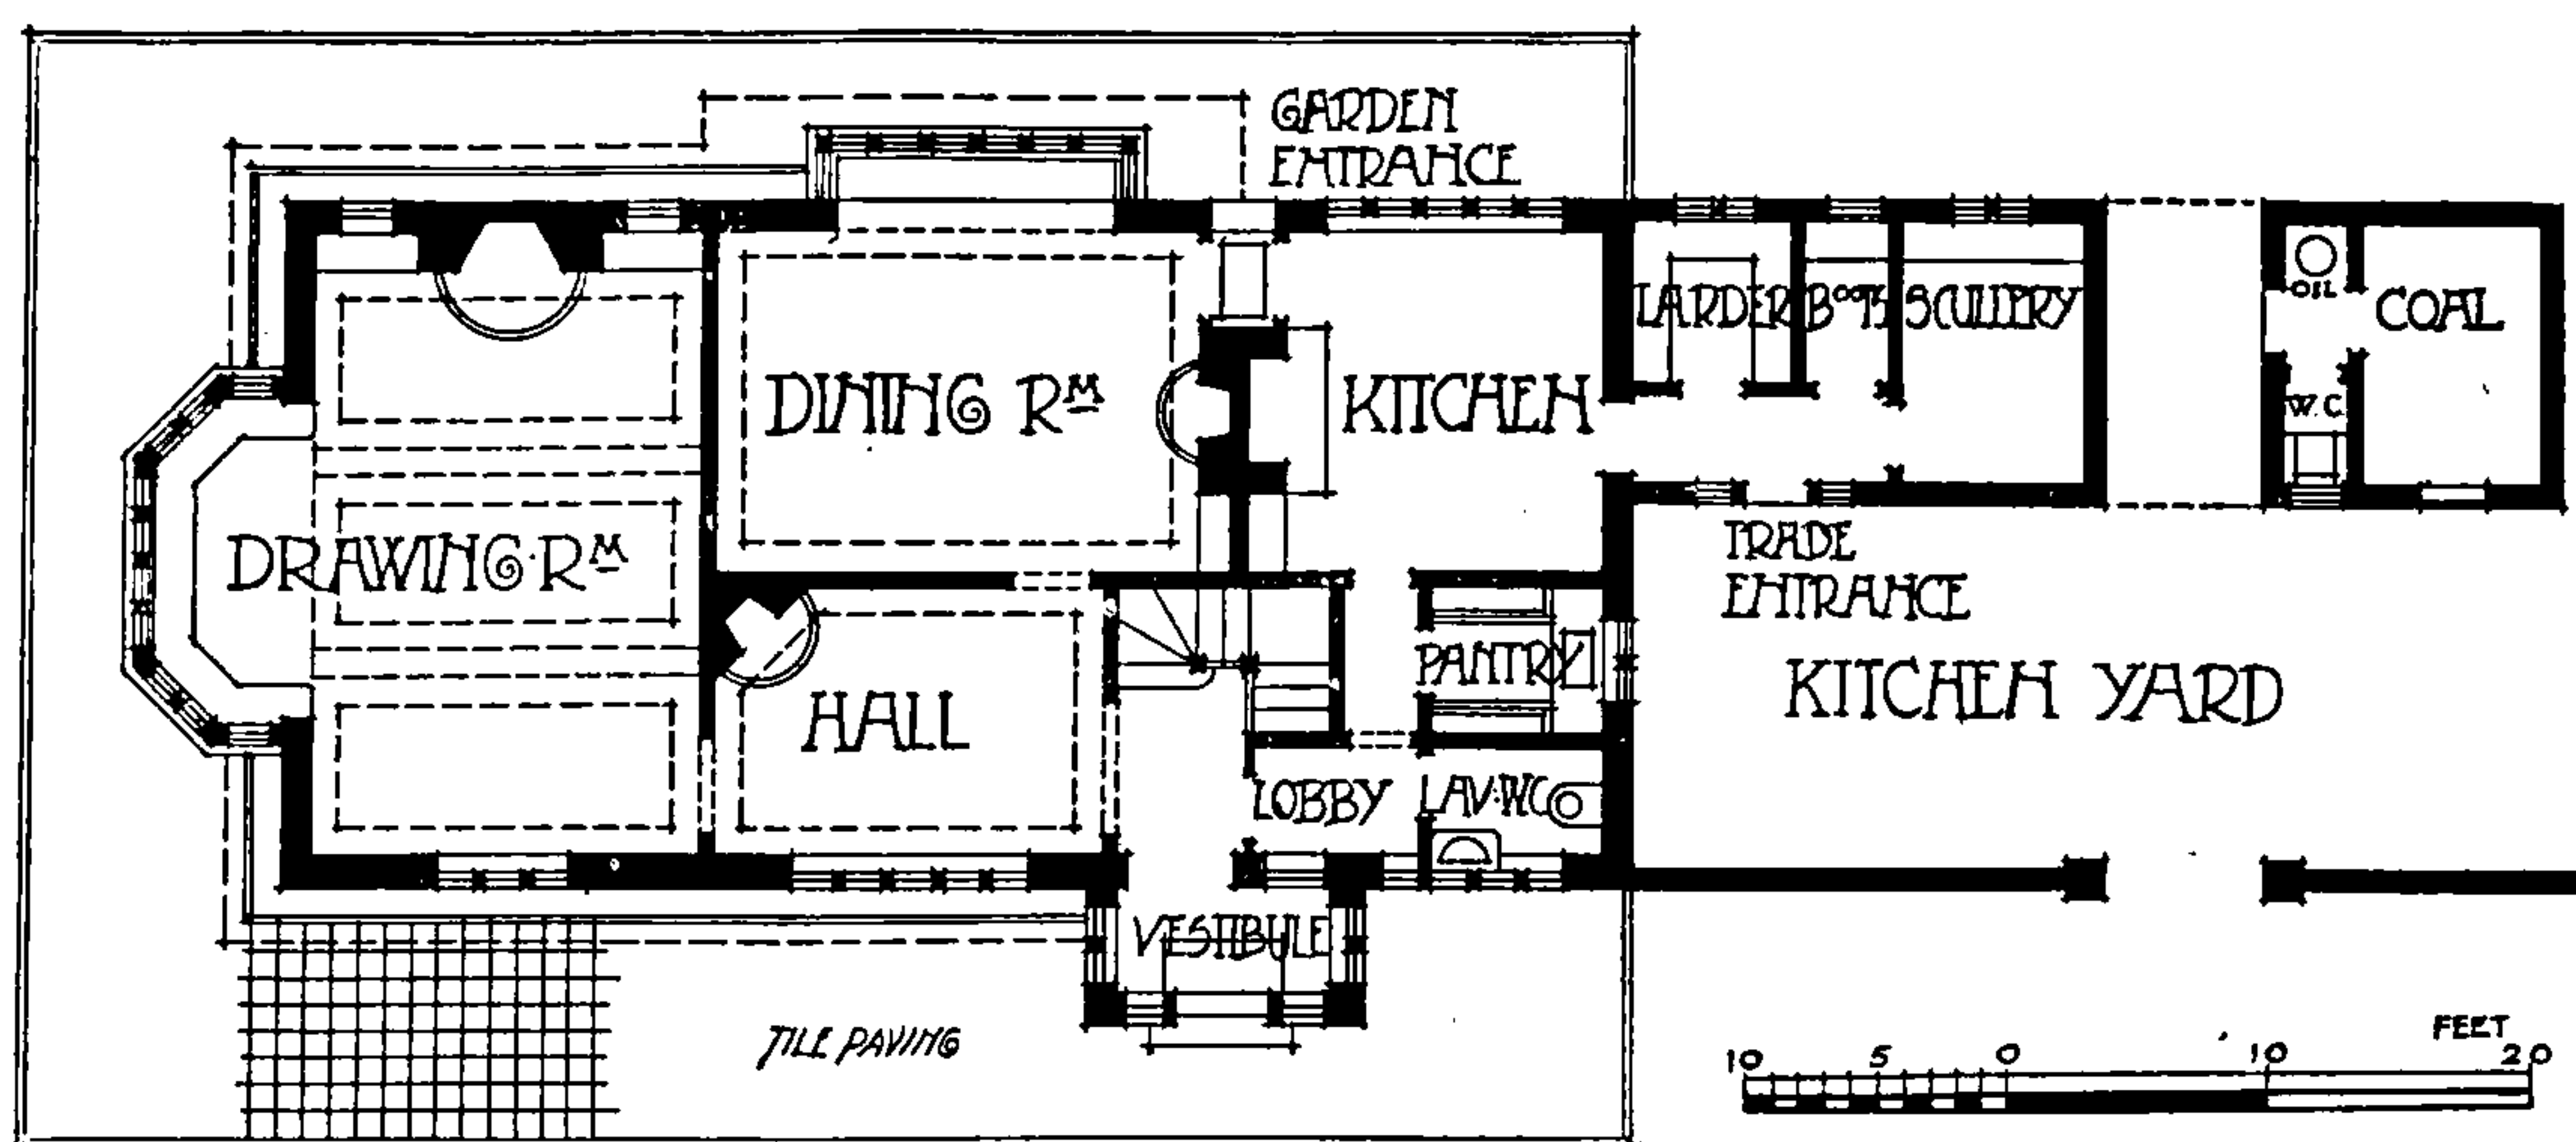 GARDEN
ENTRANCE
LARDER
BOOTS
SCULLERY
OIL
COAL
W.C.
DINING RM
KITCHEN
DRAWING·RM
TRADE
ENTRANCE
PANTRY
KITCHEN YARD
HALL
LOBBY
LAV·WC
VESTIBULE
TILE PAVING
FEET
10 5 0 10 20